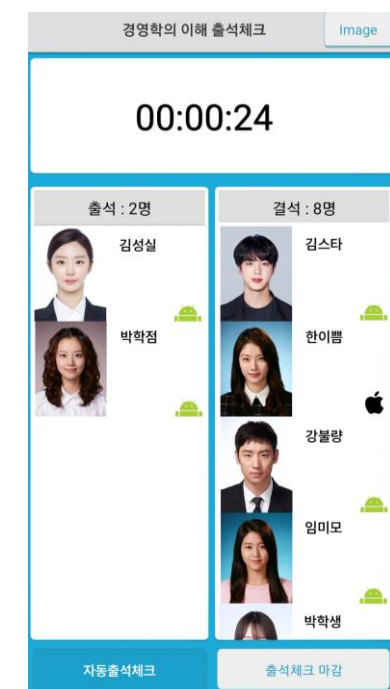 경영학의 이해 출석체크
Image
00:00:24
출석 : 2명
김성실
박학점
결석 : 8명
김스타
한이쁨
강불량
임미모
박학생
자동출석체크
출석체크 마감